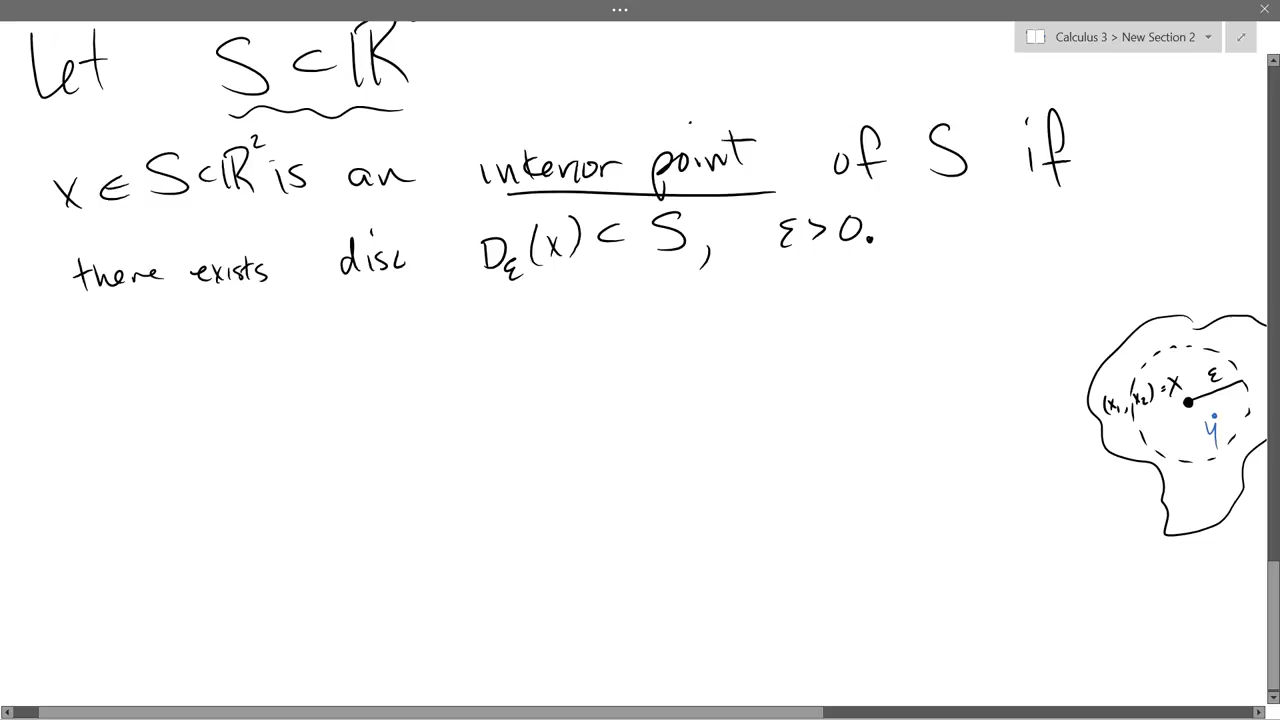 Calculus 3 > New Section 2
Let S ⊂ ℝ
x ∈ S ⊂ ℝ² is an interior point of S if
there exists disc D_ε(x) ⊂ S, ε > 0.
(x₁, x₂) = x ε
y